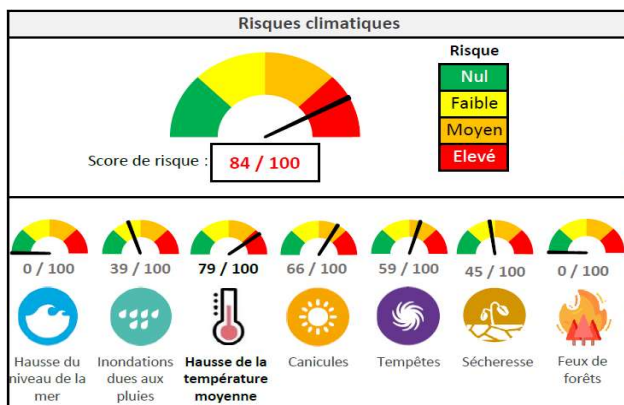 Risques climatiques
Risque
Nul
Faible
Moyen
Elevé
Score de risque : 84 / 100
0 / 100 39 / 100 79 / 100 66 / 100 59 / 100 45 / 100 0 / 100
Hausse du Inondations Hausse de la Canicules Tempêtes Sécheresse Feux de
niveau de la dues aux température forêts
mer pluies moyenne